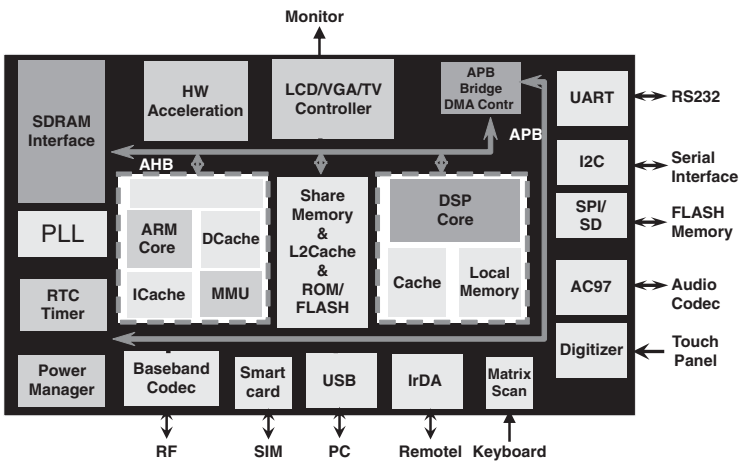 Monitor
SDRAM
Interface
HW
Acceleration
LCD/VGA/TV
Controller
APB
Bridge
DMA Contr
UART
RS232
APB
AHB
I2C
Serial
Interface
PLL
ARM
Core
DCache
ICache
MMU
Share
Memory
&
L2Cache
&
ROM/
FLASH
DSP
Core
Cache
Local
Memory
SPI/
SD
FLASH
Memory
RTC
Timer
AC97
Audio
Codec
Digitizer
Touch
Panel
Power
Manager
Baseband
Codec
Smart
card
USB
IrDA
Matrix
Scan
RF
SIM
PC
Remotel
Keyboard